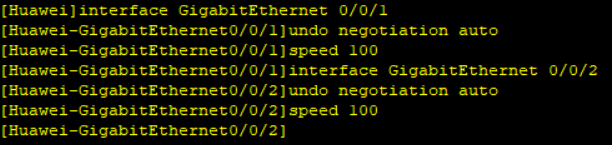 [Huawei]interface GigabitEthernet 0/0/1
[Huawei-GigabitEthernet0/0/1]undo negotiation auto
[Huawei-GigabitEthernet0/0/1]speed 100
[Huawei-GigabitEthernet0/0/1]interface GigabitEthernet 0/0/2
[Huawei-GigabitEthernet0/0/2]undo negotiation auto
[Huawei-GigabitEthernet0/0/2]speed 100
[Huawei-GigabitEthernet0/0/2]